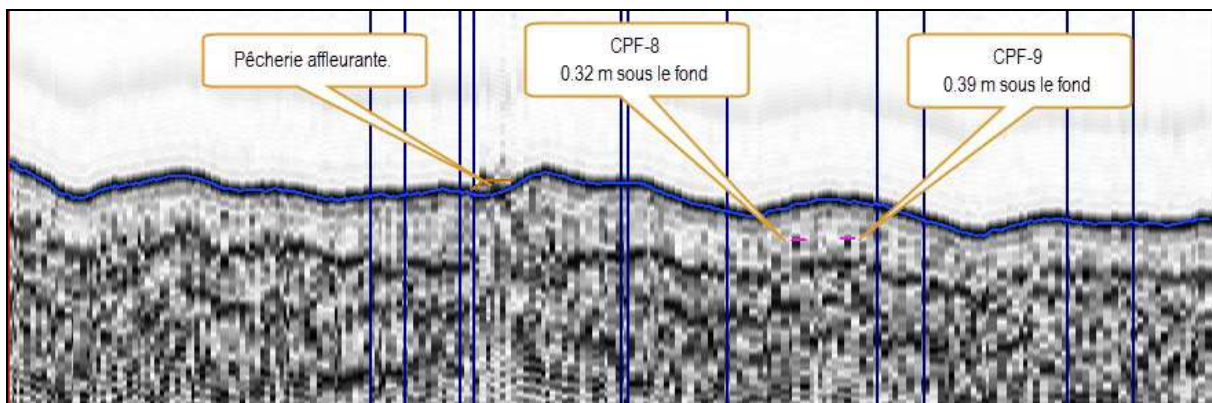 Pêcherie affleurante.
CPF-8
0.32 m sous le fond
CPF-9
0.39 m sous le fond